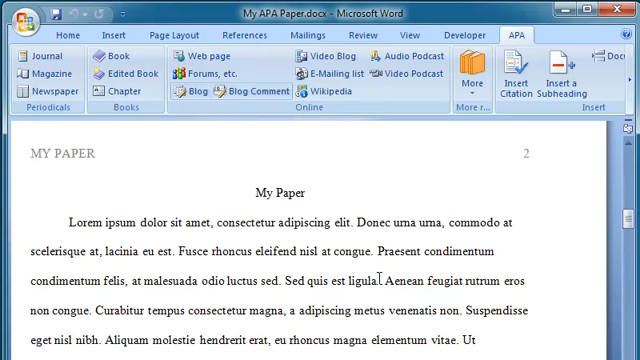 My APA Paper.docx - Microsoft Word
Home Insert Page Layout References Mailings Review View Developer APA
Journal Book Web page Video Blog Audio Podcast
Magazine Edited Book Forums, etc. E-Mailing list Video Podcast
Newspaper Chapter Blog Blog Comment Wikipedia
More
Insert Citation
Insert a Subheading
Periodicals Books Online More r... Insert
MY PAPER 2
My Paper
Lorem ipsum dolor sit amet, consectetur adipiscing elit. Donec urna urna, commodo at
scelerisque at, lacinia eu est. Fusce rhoncus eleifend nisl at congue. Praesent condimentum
condimentum felis, at malesuada odio luctus sed. Sed quis est ligula. Aenean feugiat rutrum eros
non congue. Curabitur tempus consectetur magna, a adipiscing metus venenatis non. Suspendisse
eget nisl nibh. Aliquam molestie hendrerit erat, eu rhoncus magna elementum vitae. Ut